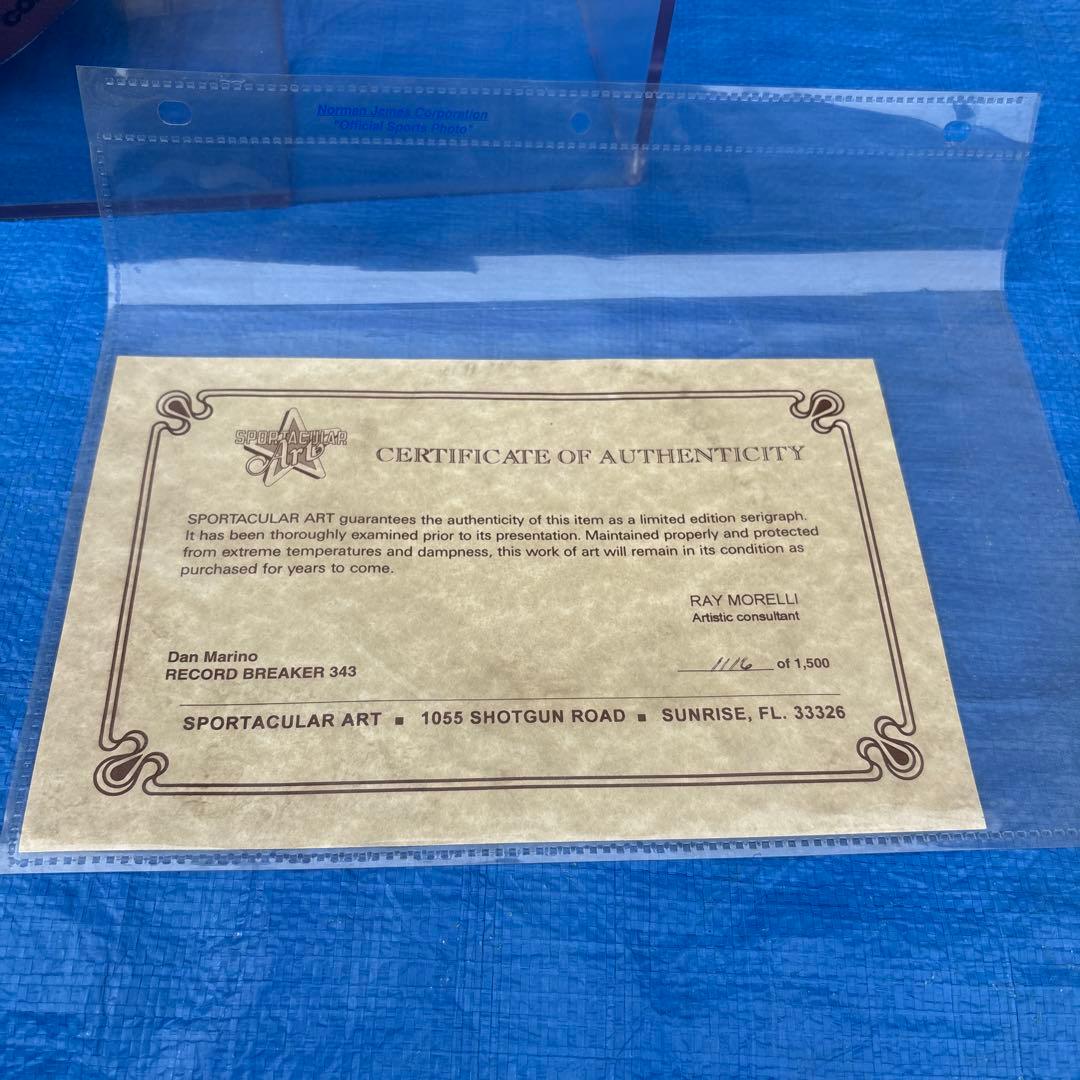 Norman James Corporation
"Official Sports Photo"
SPORTACULAR
Art
CERTIFICATE OF AUTHENTICITY
SPORTACULAR ART guarantees the authenticity of this item as a limited edition serigraph.
It has been thoroughly examined prior to its presentation. Maintained properly and protected
from extreme temperatures and dampness, this work of art will remain in its condition as
purchased for years to come.
RAY MORELLI
Artistic consultant
Dan Marino
RECORD BREAKER 343
1116 of 1,500
SPORTACULAR ART ■ 1055 SHOTGUN ROAD ■ SUNRISE, FL. 33326